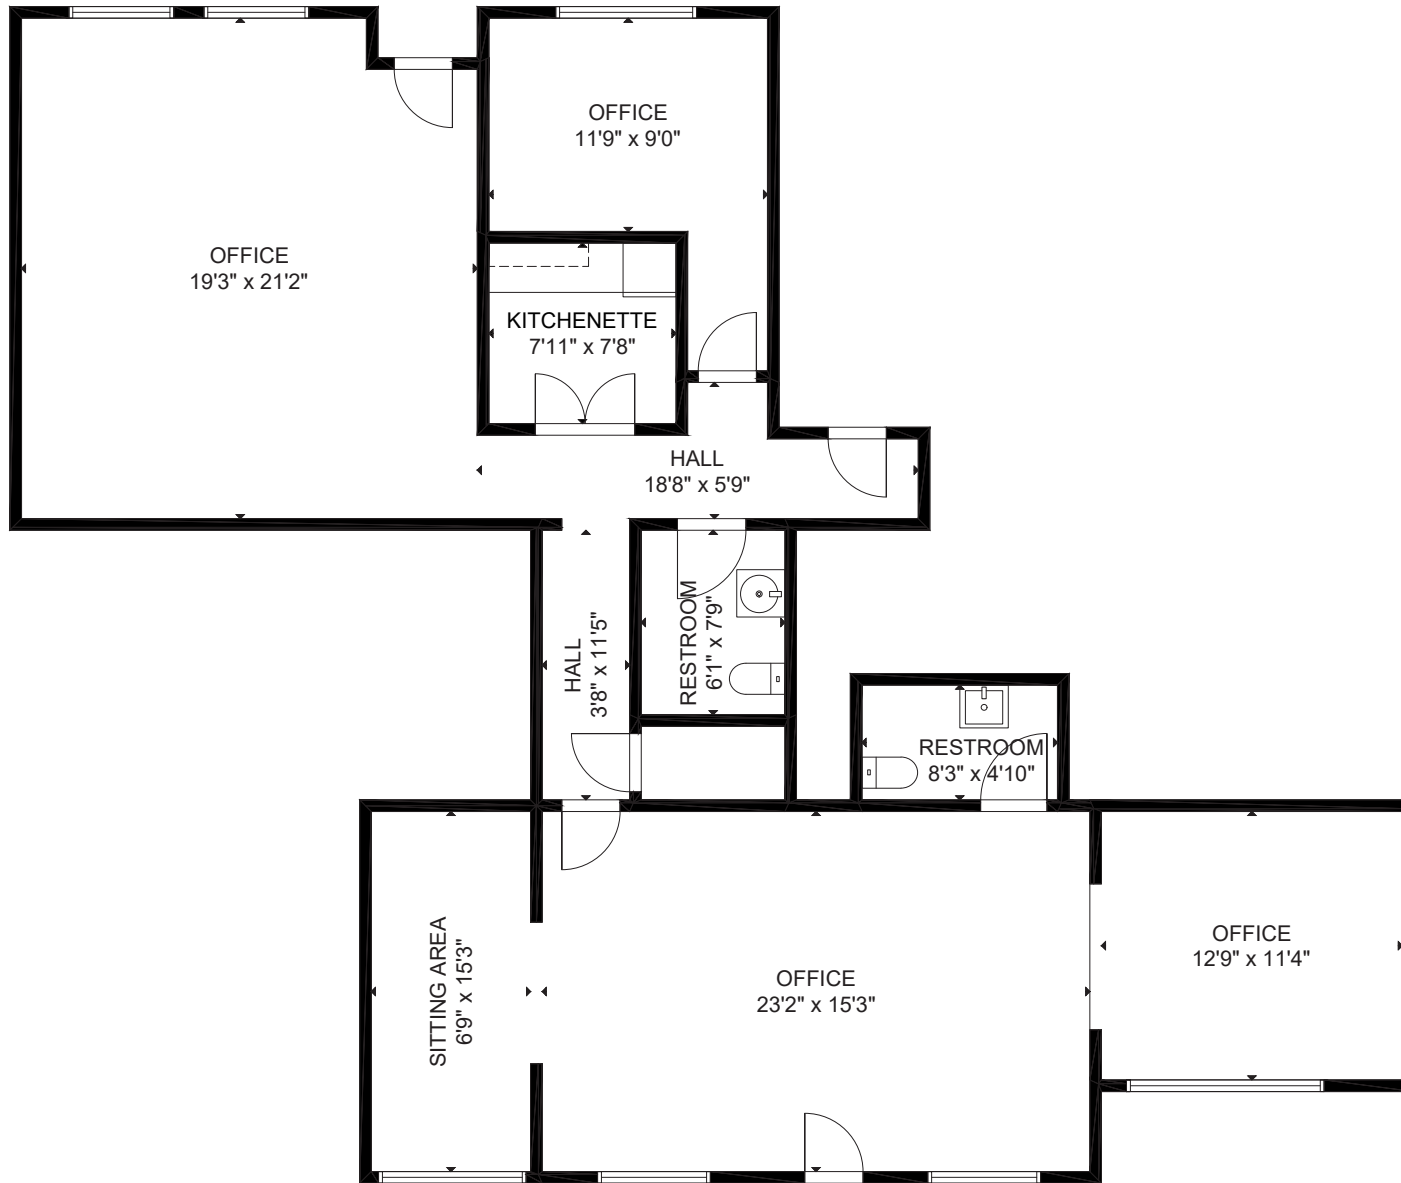 OFFICE
11'9" x 9'0"
OFFICE
19'3" x 21'2"
KITCHENETTE
7'11" x 7'8"
HALL
18'8" x 5'9"
HALL
3'8" x 11'5"
RESTROOM
6'1" x 7'9"
RESTROOM
8'3" x 4'10"
SITTING AREA
6'9" x 15'3"
OFFICE
23'2" x 15'3"
OFFICE
12'9" x 11'4"